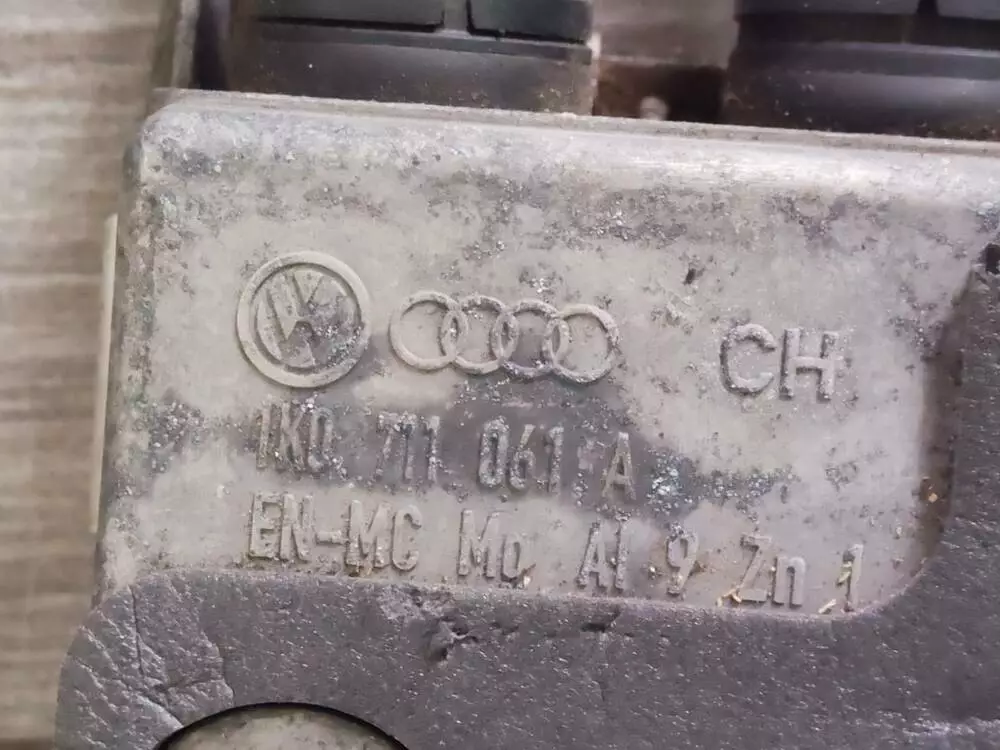 CH
1K0 711 061 A
EN-MC Mg Al 9 Zn 1